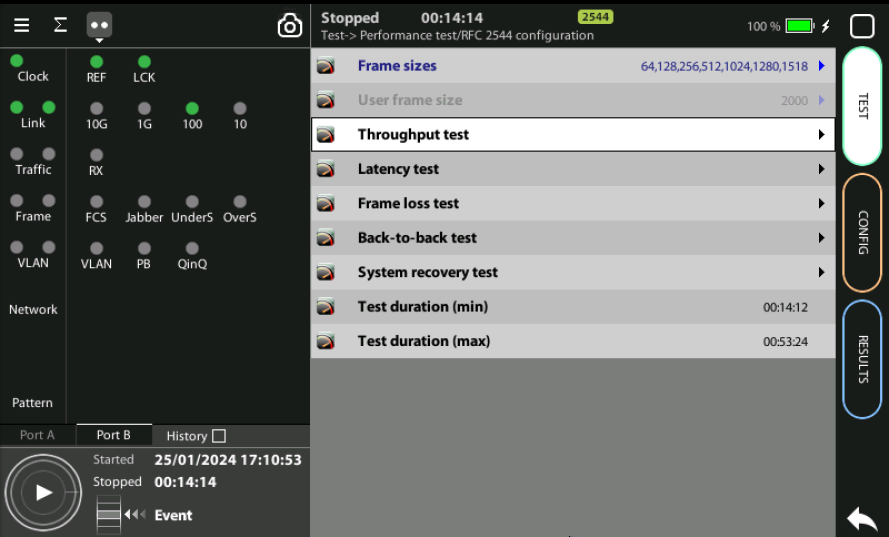 Stopped 00:14:14 2544
Test-> Performance test/RFC 2544 configuration
100 %
Σ
Clock REF LCK
Link 10G 1G 100 10
Traffic RX
Frame FCS Jabber UnderS OverS
VLAN VLAN PB QinQ
Network
Pattern
Port A Port B History
Started 25/01/2024 17:10:53
Stopped 00:14:14
Event
Frame sizes 64,128,256,512,1024,1280,1518
User frame size 2000
Throughput test
Latency test
Frame loss test
Back-to-back test
System recovery test
Test duration (min) 00:14:12
Test duration (max) 00:53:24
TEST
CONFIG
RESULTS